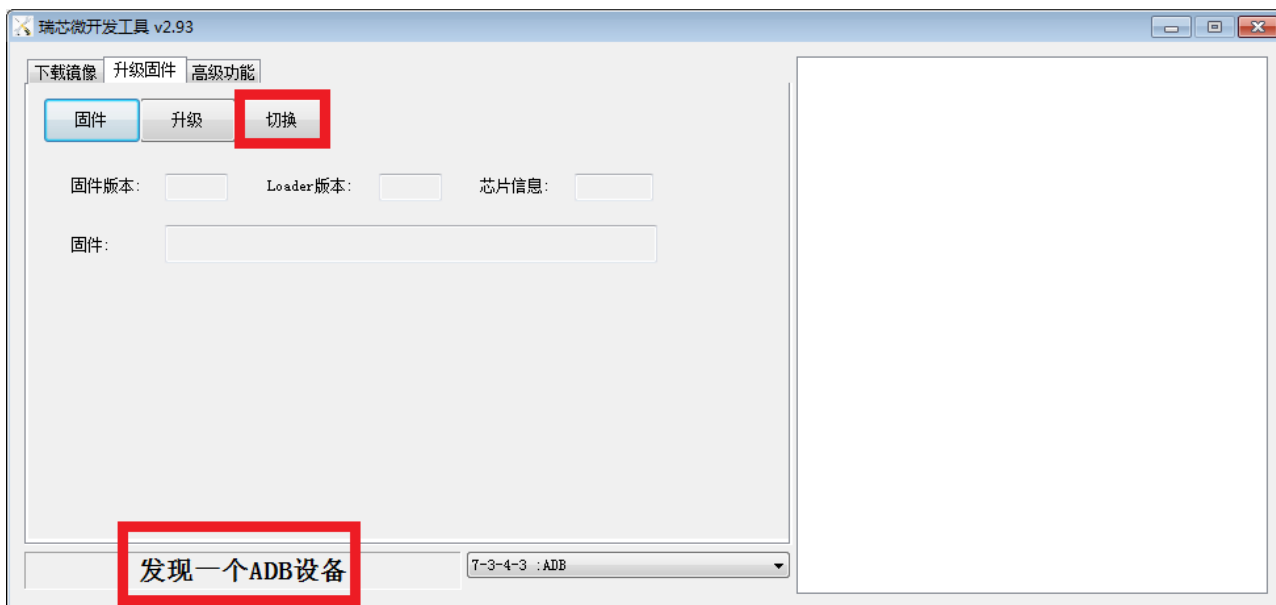 瑞芯微开发工具 v2.93
下载镜像 升级固件 高级功能
固件 升级 切换
固件版本: Loader版本: 芯片信息:
固件:
发现一个ADB设备 7-3-4-3 :ADB